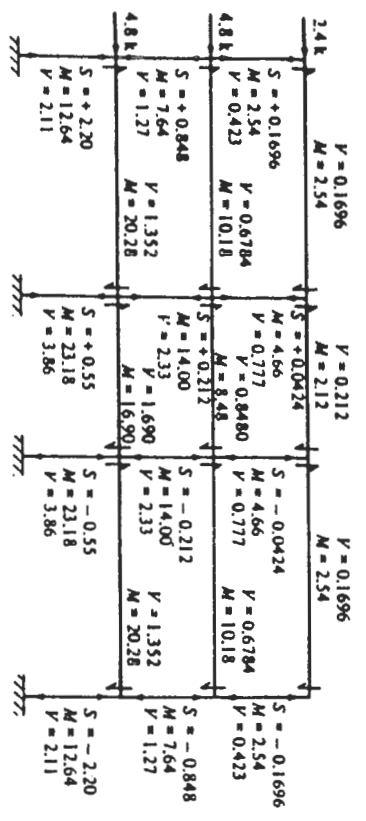 V = 0.1696
M = 2.54
V = 0.212
M = 2.12
V = 0.1696
M = 2.54
2.4 k
S = + 0.1696
M = 2.54
V = 0.423
S = + 0.0424
M = 4.66
V = 0.777
S = − 0.0424
M = 4.66
V = 0.777
S = − 0.1696
M = 2.54
V = 0.423
V = 0.6784
M = 10.18
V = 0.8480
M = 8.48
V = 0.6784
M = 10.18
4.8 k
S = + 0.848
M = 7.64
V = 1.27
S = + 0.212
M = 14.00
V = 2.33
S = − 0.212
M = 14.00
V = 2.33
S = − 0.848
M = 7.64
V = 1.27
V = 1.352
M = 20.28
V = 1.690
M = 16.90
V = 1.352
M = 20.28
4.8 k
S = + 2.20
M = 12.64
V = 2.11
S = + 0.55
M = 23.18
V = 3.86
S = − 0.55
M = 23.18
V = 3.86
S = − 2.20
M = 12.64
V = 2.11